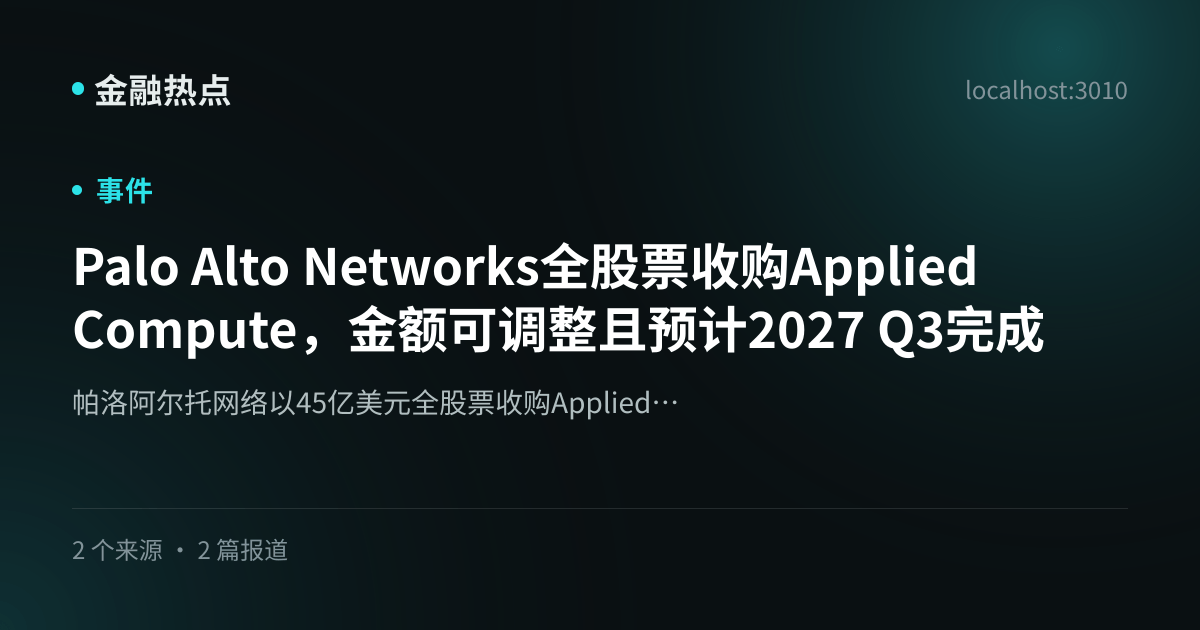 金融热点
localhost:3010
事件
Palo Alto Networks全股票收购Applied
Compute，金额可调整且预计2027 Q3完成
帕洛阿尔托网络以45亿美元全股票收购Applied…
2 个来源 · 2 篇报道